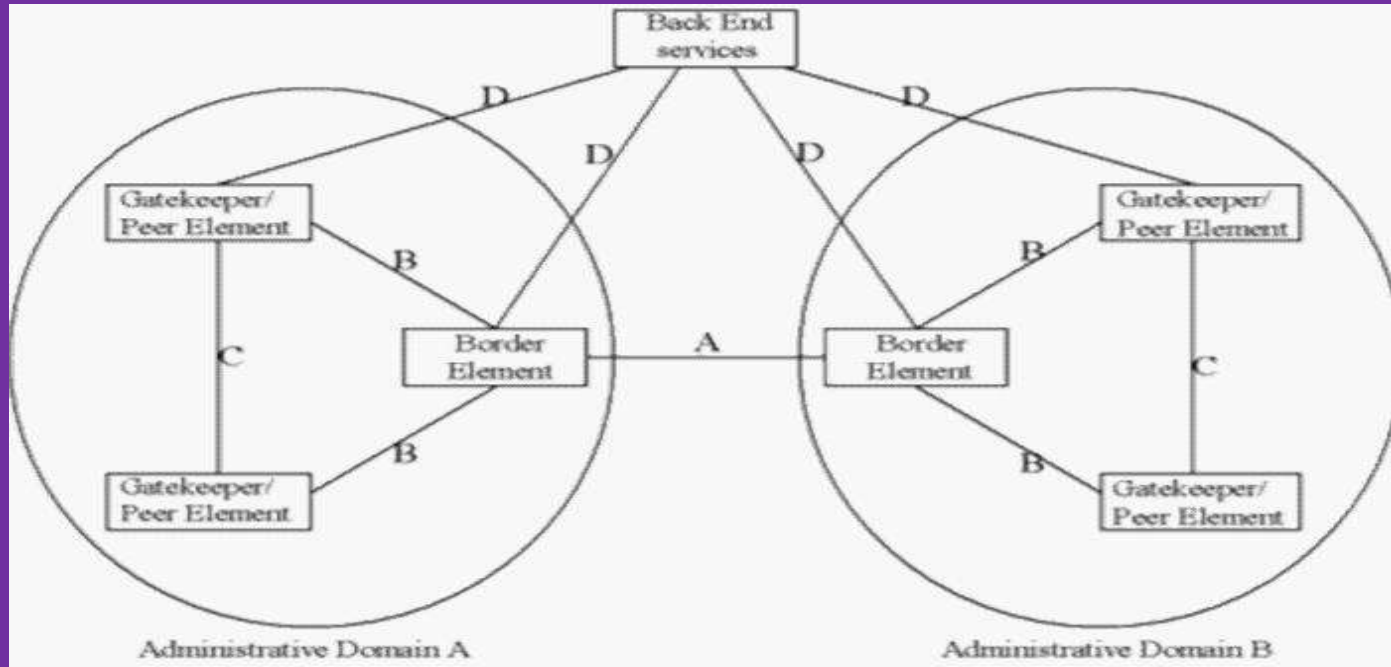 Back End
services
D
D
D
D
Gatekeeper/
Peer Element
Gatekeeper/
Peer Element
B
B
C
Border
Element
A
Border
Element
C
B
B
Gatekeeper/
Peer Element
Gatekeeper/
Peer Element
Administrative Domain A
Administrative Domain B